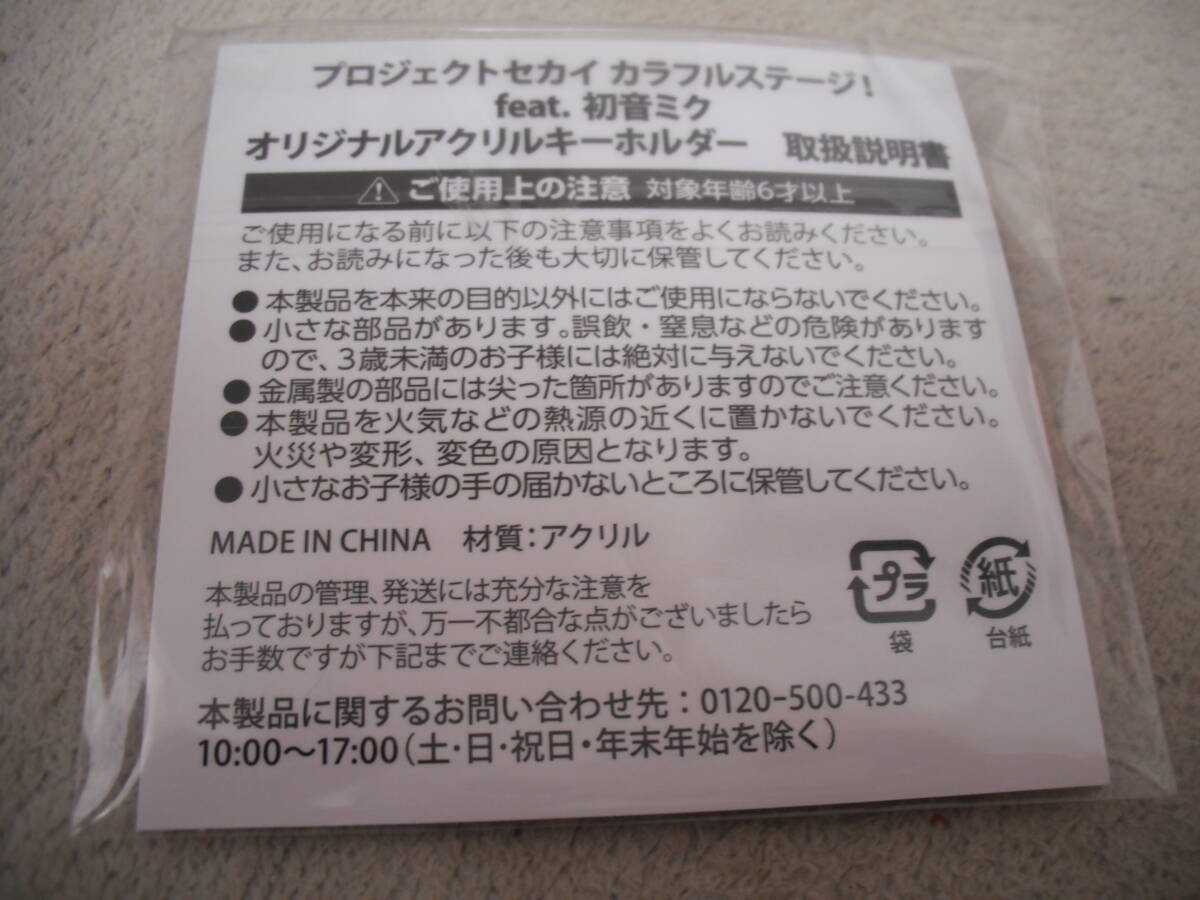 プロジェクトセカイ カラフルステージ！
feat. 初音ミク
オリジナルアクリルキーホルダー 取扱説明書
⚠ ご使用上の注意 対象年齢6才以上
ご使用になる前に以下の注意事項をよくお読みください。
また、お読みになった後も大切に保管してください。
● 本製品を本来の目的以外にはご使用にならないでください。
● 小さな部品があります。誤飲・窒息などの危険があります
ので、3歳未満のお子様には絶対に与えないでください。
● 金属製の部品には尖った箇所がありますのでご注意ください。
● 本製品を火気などの熱源の近くに置かないでください。
火災や変形、変色の原因となります。
● 小さなお子様の手の届かないところに保管してください。
MADE IN CHINA 材質：アクリル
本製品の管理、発送には充分な注意を
払っておりますが、万一不都合な点がございましたら
お手数ですが下記までご連絡ください。
プラ 紙
袋 台紙
本製品に関するお問い合わせ先：0120-500-433
10:00～17:00（土・日・祝日・年末年始を除く）